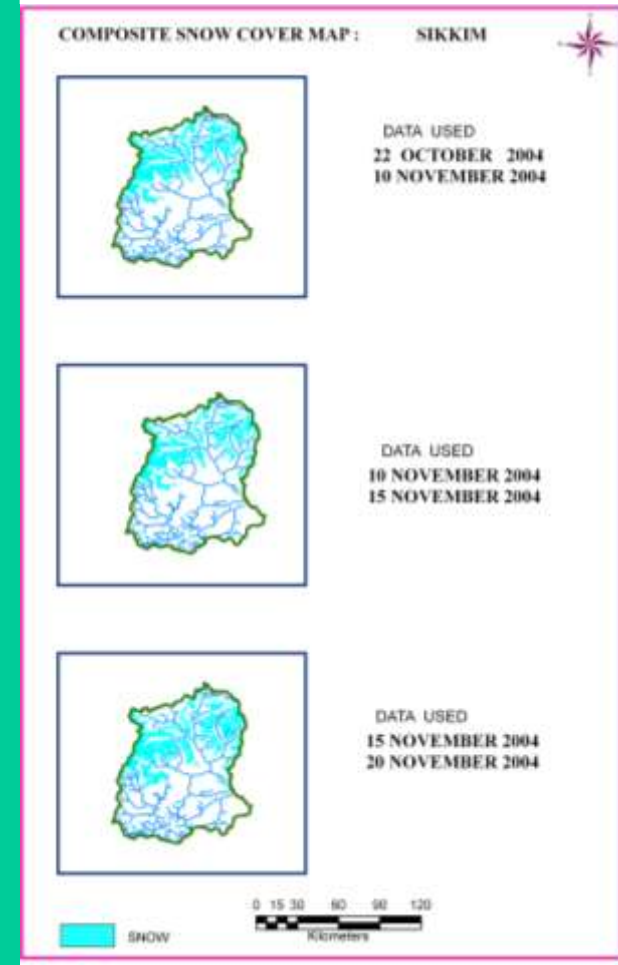 COMPOSITE SNOW COVER MAP : SIKKIM
DATA USED
22 OCTOBER 2004
10 NOVEMBER 2004
DATA USED
10 NOVEMBER 2004
15 NOVEMBER 2004
DATA USED
15 NOVEMBER 2004
20 NOVEMBER 2004
0 15 30 60 90 120
Kilometers
SNOW